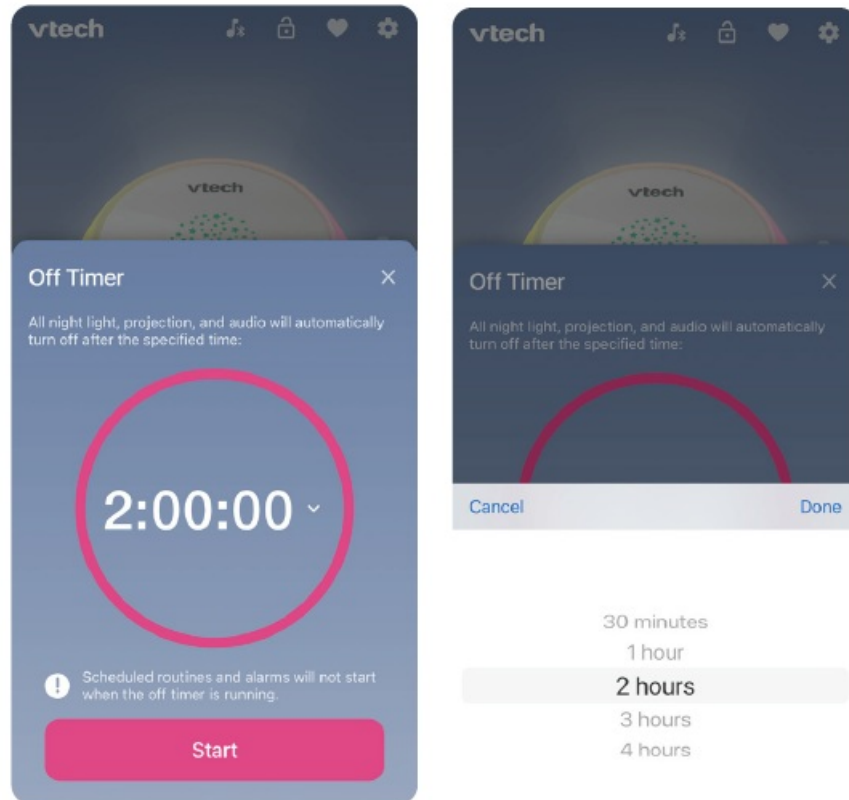 vtech
vtech
Off Timer
All night light, projection, and audio will automatically
turn off after the specified time:
2:00:00
Scheduled routines and alarms will not start
when the off timer is running.
Start
vtech
vtech
Off Timer
All night light, projection, and audio will automatically
turn off after the specified time:
Cancel Done
30 minutes
1 hour
2 hours
3 hours
4 hours